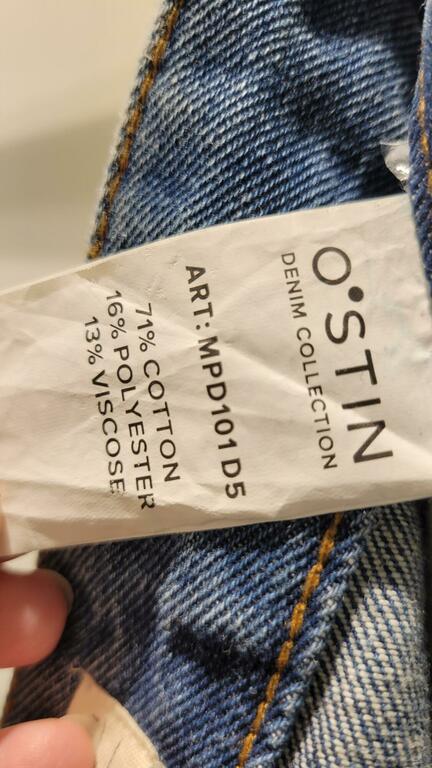 O'STIN
DENIM COLLECTION
ART: MPD101D5
71% COTTON
16% POLYESTER
13% VISCOSE